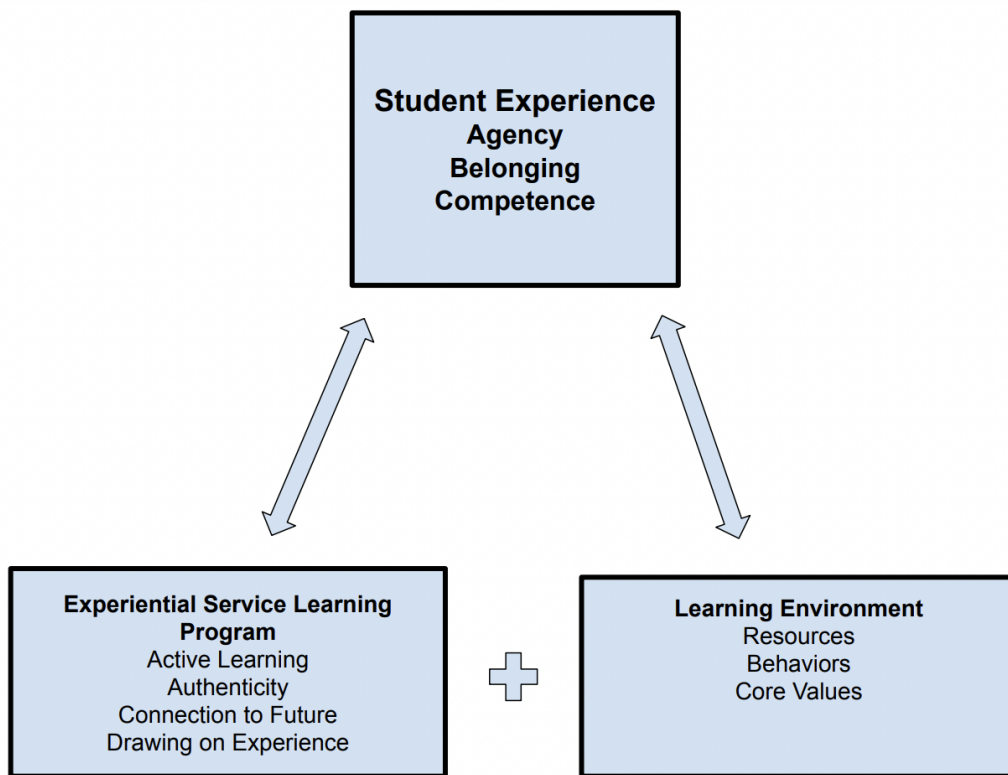 Student Experience
Agency
Belonging
Competence
Experiential Service Learning
Program
Active Learning
Authenticity
Connection to Future
Drawing on Experience
Learning Environment
Resources
Behaviors
Core Values